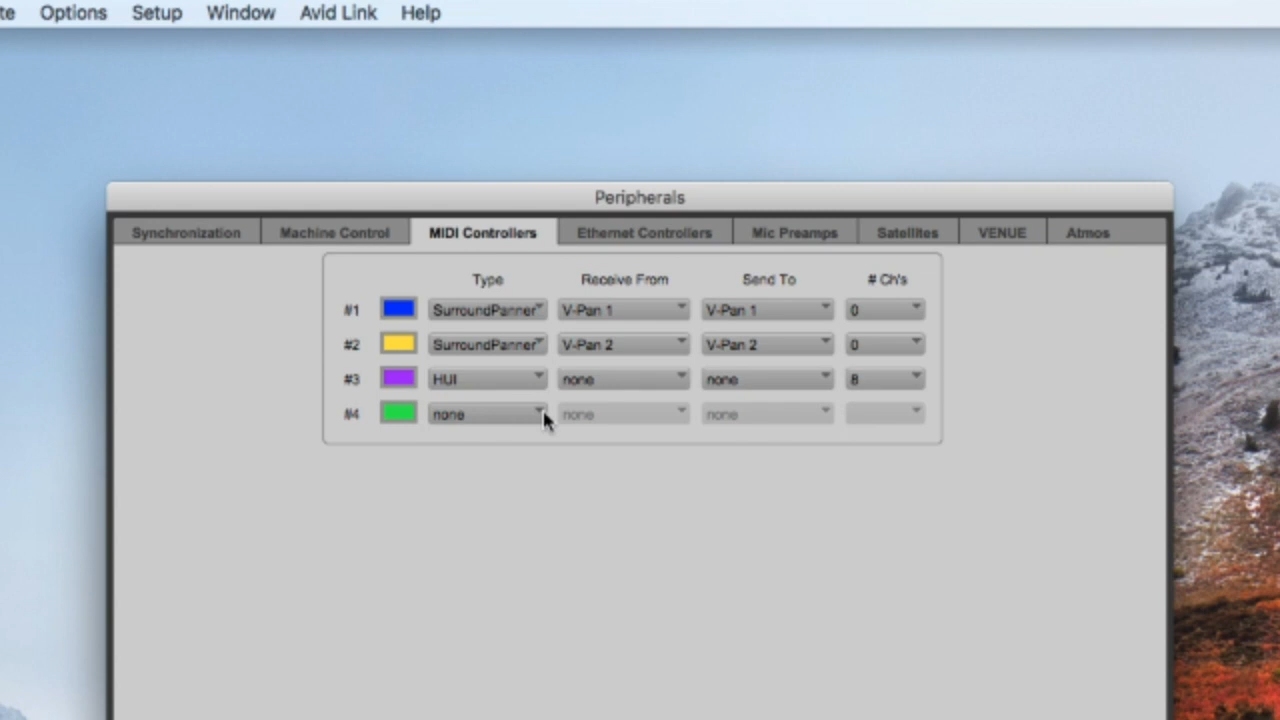 te Options Setup Window Avid Link Help
Peripherals
Synchronization Machine Control MIDI Controllers Ethernet Controllers Mic Preamps Satellites VENUE Atmos
Type Receive From Send To # Ch's
#1 SurroundPanner V-Pan 1 V-Pan 1 0
#2 SurroundPanner V-Pan 2 V-Pan 2 0
#3 HUI none none 8
#4 none none none